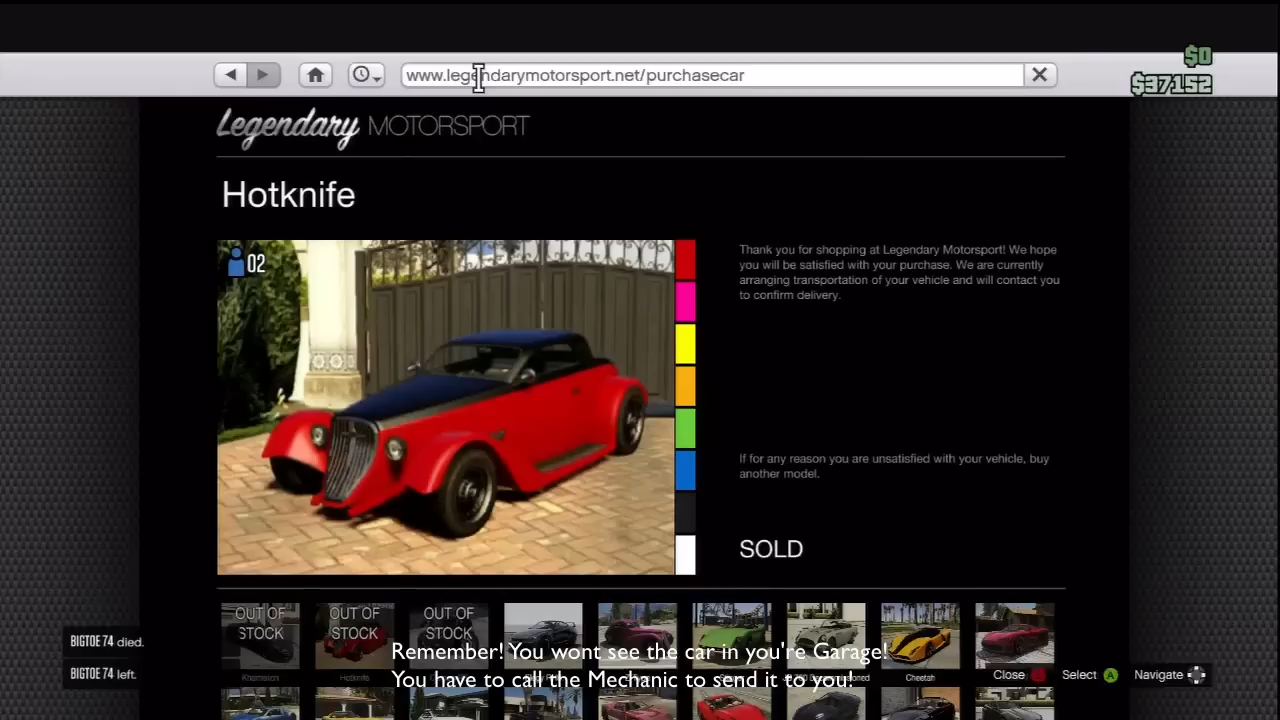 $0
www.legendarymotorsport.net/purchasecar
$37152
Legendary MOTORSPORT
Hotknife
02
Thank you for shopping at Legendary Motorsport! We hope
you will be satisfied with your purchase. We are currently
arranging transportation of your vehicle and will contact you
to confirm delivery.
If for any reason you are unsatisfied with your vehicle, buy
another model.
SOLD
OUT OF
STOCK
OUT OF
STOCK
OUT OF
STOCK
BIGTOE 74 died.
BIGTOE 74 left.
Remember! You wont see the car in you're Garage!
You have to call the Mechanic to send it to you!
Khamelion
Hotknife
Cheetah
Close
Select A
Navigate